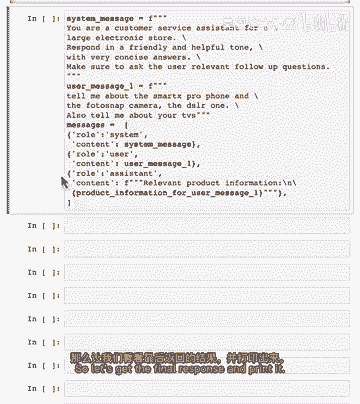 In [ ]: system_message = f"""
You are a customer service assistant for a \
large electronic store. \
Respond in a friendly and helpful tone, \
with very concise answers. \
Make sure to ask the user relevant follow up questions.
"""
user_message_1 = f"""
tell me about the smartx pro phone and \
the fotosnap camera, the dslr one. \
Also tell me about your tvs"""
messages = [
{'role':'system',
'content': system_message},
{'role':'user',
'content': user_message_1},
{'role':'assistant',
'content': f"""Relevant product information:\n\
{product_information_for_user_message_1}"""},
]
In [ ]:
In [ ]:
In [ ]:
In [ ]:
In [ ]:
In [ ]:
那么让我们看看最后返回的结果，并打印出来。
So let's get the final response and print it.
In [ ]:
In [ ]: